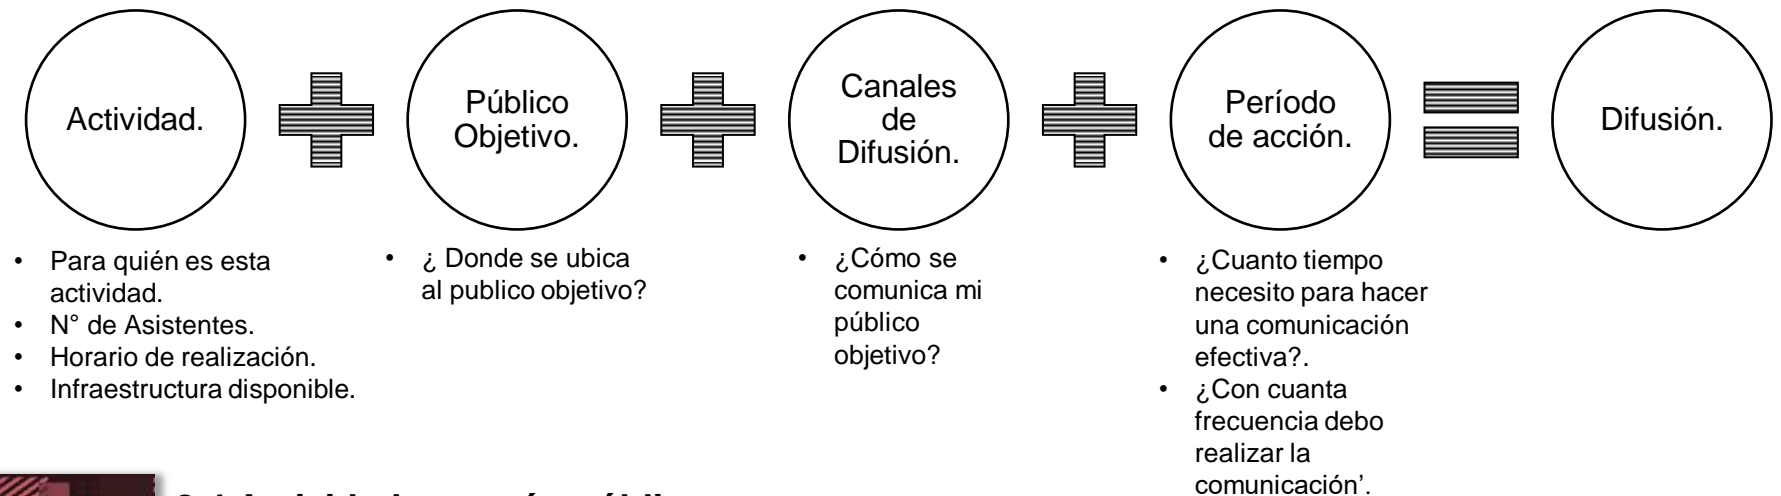 Actividad.
Público
Objetivo.
Canales
de
Difusión.
Período
de acción.
Difusión.
• Para quién es esta
actividad.
• N° de Asistentes.
• Horario de realización.
• Infraestructura disponible.
• ¿ Donde se ubica
al publico objetivo?
• ¿Cómo se
comunica mi
público
objetivo?
• ¿Cuanto tiempo
necesito para hacer
una comunicación
efectiva?.
• ¿Con cuanta
frecuencia debo
realizar la
comunicación’.